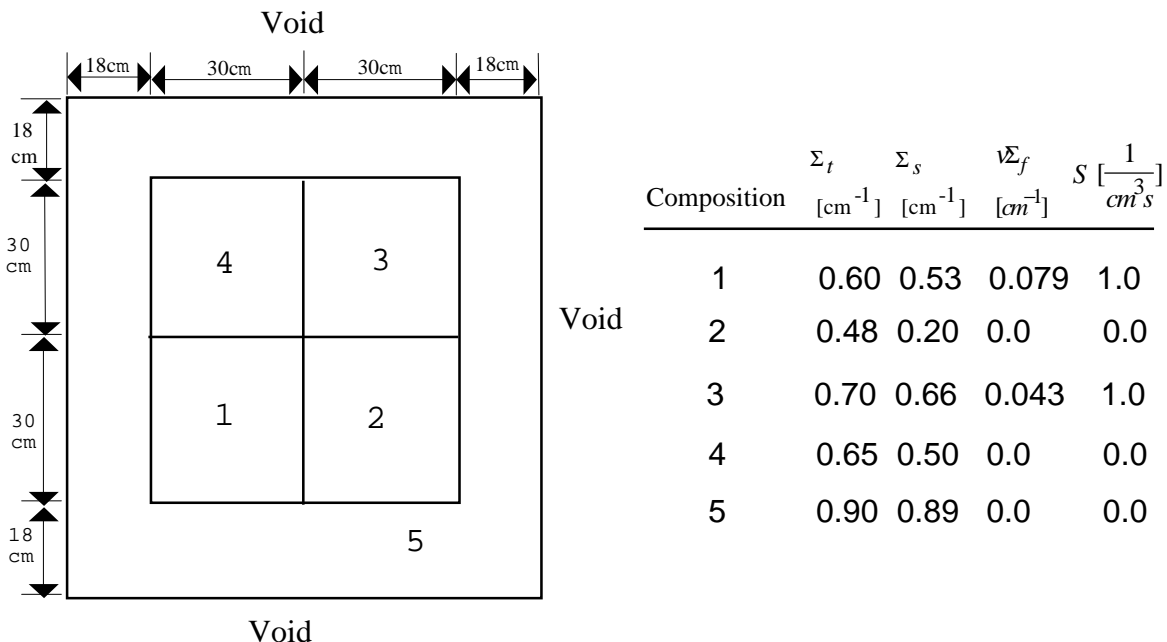 Void
18cm 30cm 30cm 18cm
18
cm
30
cm
30
cm
18
cm
4 3
1 2
5
Void
Void
Composition Σt [cm-1] Σs [cm-1] νΣf [cm-1] S [1/cm3s]
1 0.60 0.53 0.079 1.0
2 0.48 0.20 0.0 0.0
3 0.70 0.66 0.043 1.0
4 0.65 0.50 0.0 0.0
5 0.90 0.89 0.0 0.0